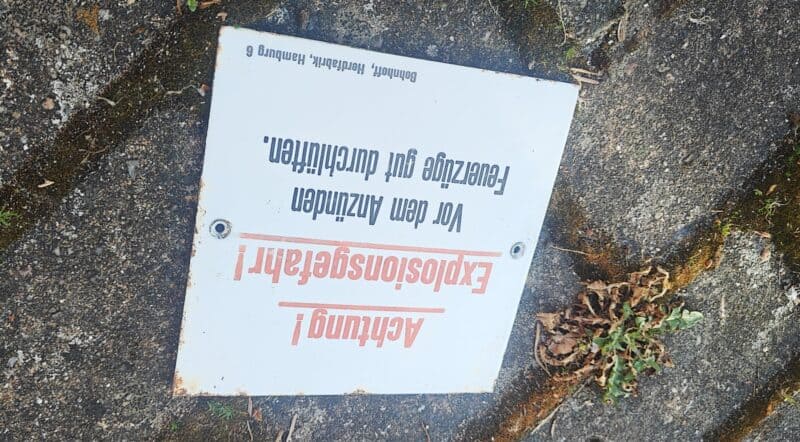 Achtung!
Explosionsgefahr!
Vor dem Anzünden
Feuerzüge gut durchlüften.
Bohnhoff, Herdfabrik, Hamburg 6